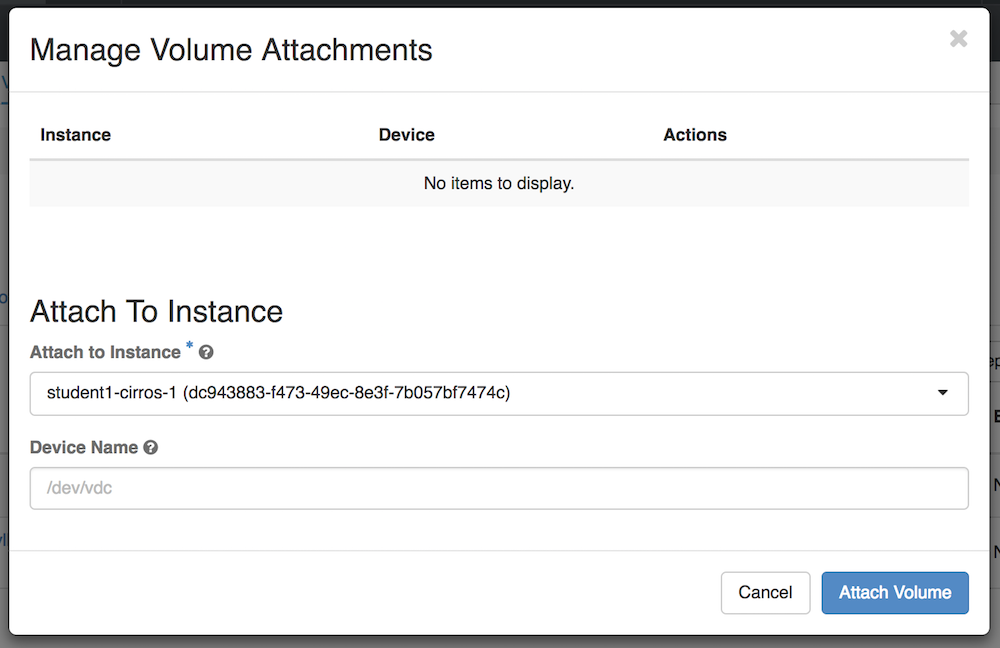 Manage Volume Attachments
Instance Device Actions
No items to display.
Attach To Instance
Attach to Instance *
student1-cirros-1 (dc943883-f473-49ec-8e3f-7b057bf7474c)
Device Name
/dev/vdc
Cancel Attach Volume